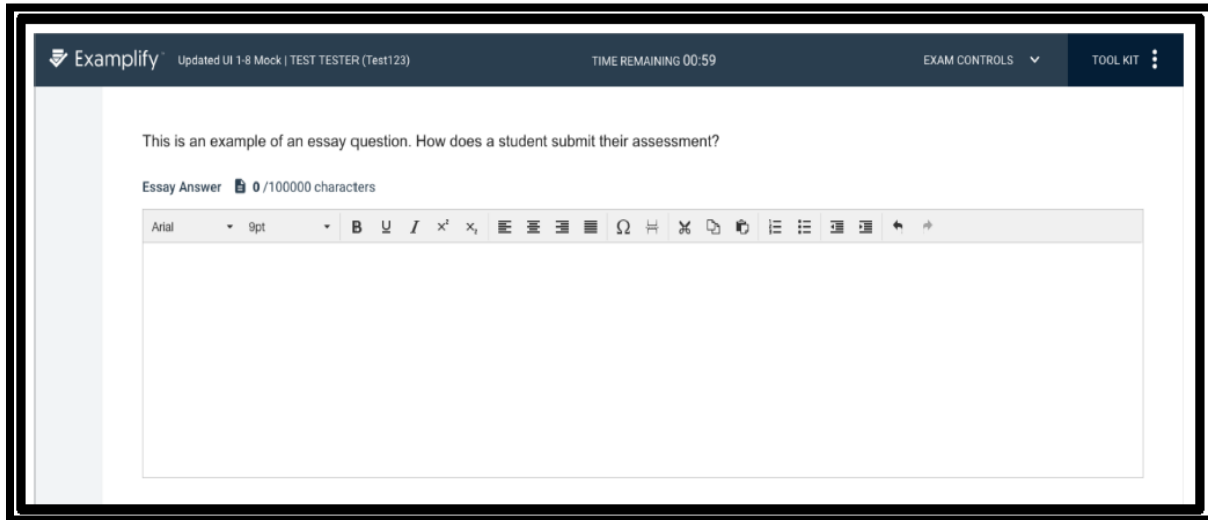 Examplify Updated UI 1-8 Mock | TEST TESTER (Test123) TIME REMAINING 00:59 EXAM CONTROLS TOOL KIT
This is an example of an essay question. How does a student submit their assessment?
Essay Answer 0 /100000 characters
Arial 9pt B U I x² x₂ Ω